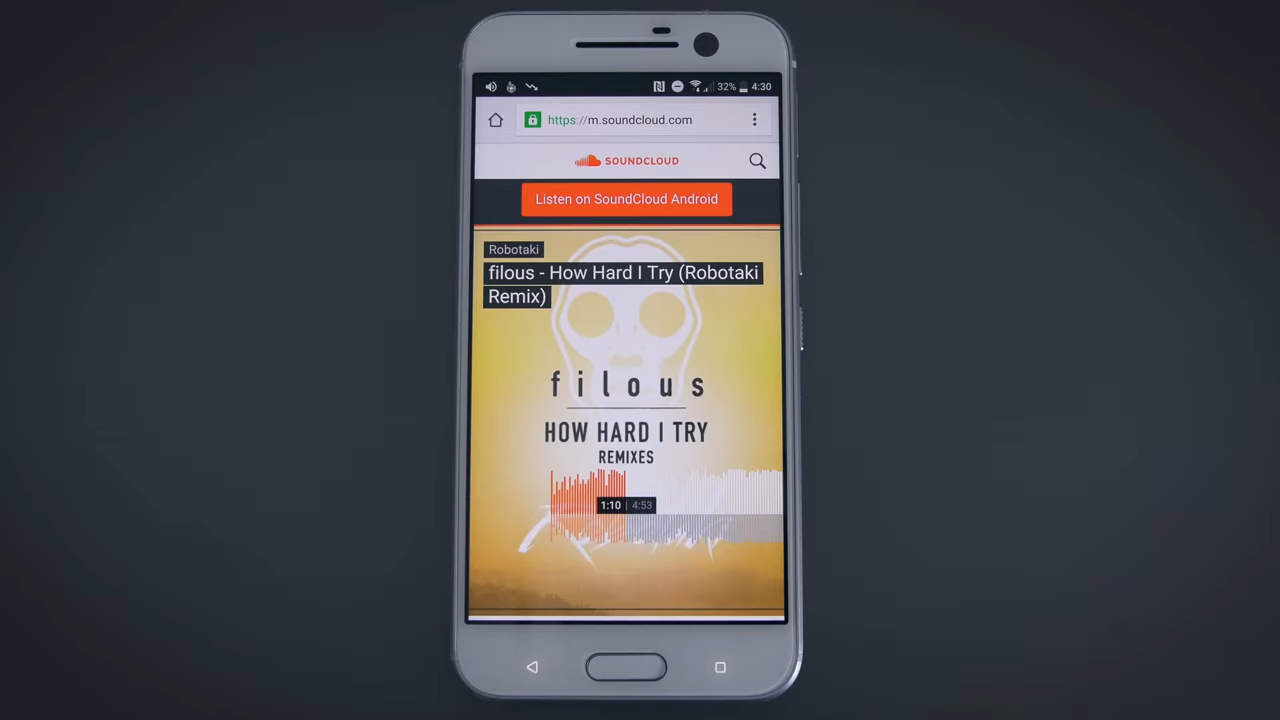 32% 4:30
https://m.soundcloud.com
SOUNDCLOUD
Listen on SoundCloud Android
Robotaki
filous - How Hard I Try (Robotaki
Remix)
filous
HOW HARD I TRY
REMIXES
1:10 | 4:53